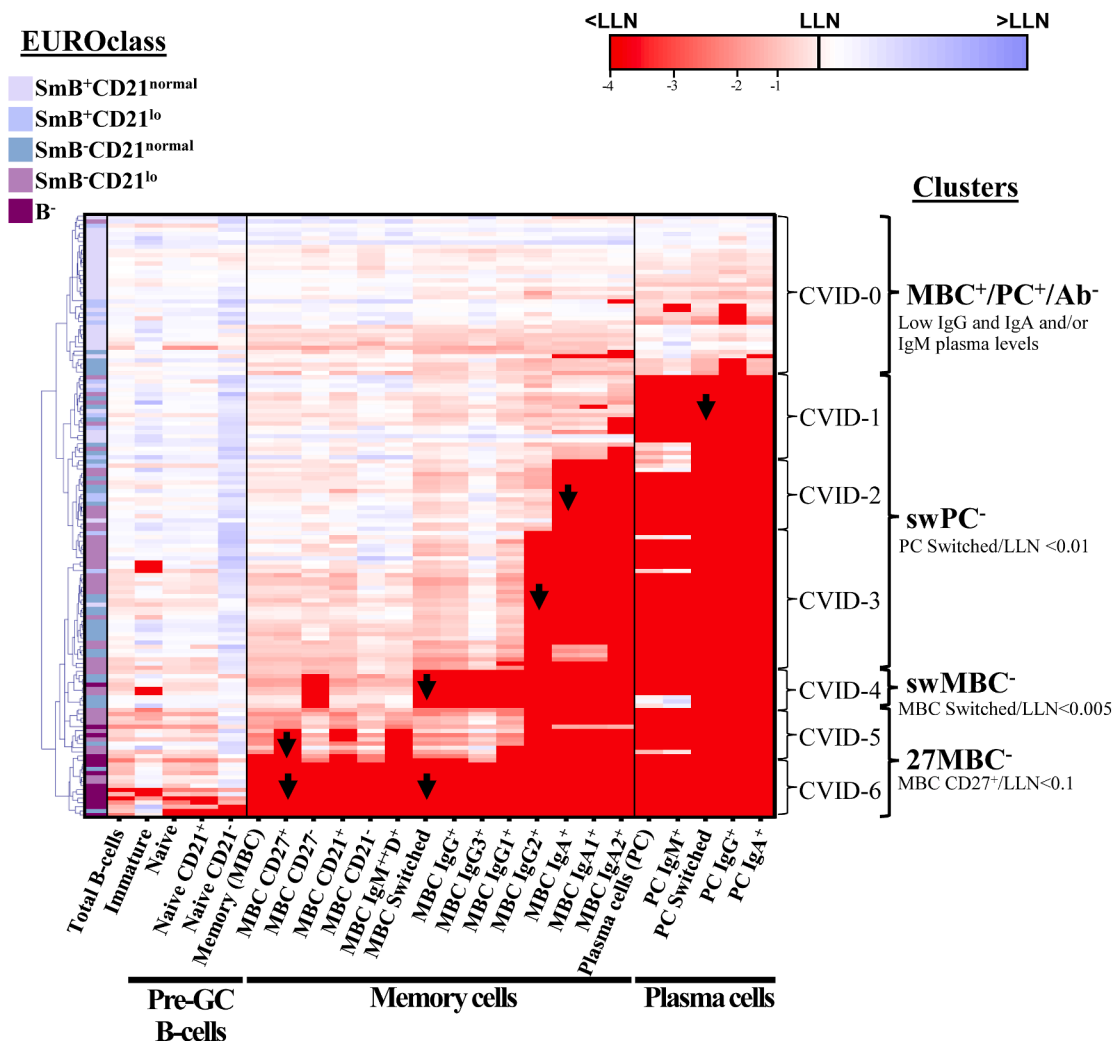 <LLN LLN >LLN
-4 -3 -2 -1
EUROclass
SmB⁺CD21ⁿᵒʳᵐᵃˡ
SmB⁺CD21ˡᵒ
SmB⁻CD21ⁿᵒʳᵐᵃˡ
SmB⁻CD21ˡᵒ
B⁻
Clusters
CVID-0
CVID-1
CVID-2
CVID-3
CVID-4
CVID-5
CVID-6
MBC⁺/PC⁺/Ab⁻
Low IgG and IgA and/or
IgM plasma levels
swPC⁻
PC Switched/LLN <0.01
swMBC⁻
MBC Switched/LLN<0.005
27MBC⁻
MBC CD27⁺/LLN<0.1
Total B-cells
Immature
Naive
Naive CD21⁺
Naive CD21⁻
Memory (MBC)
MBC CD27⁺
MBC CD27⁻
MBC CD21⁺
MBC CD21⁻
MBC IgM⁺⁺D⁺
MBC Switched
MBC IgG⁺
MBC IgG3⁺
MBC IgG1⁺
MBC IgG2⁺
MBC IgA⁺
MBC IgA1⁺
MBC IgA2⁺
Plasma cells (PC)
PC IgM⁺
PC Switched
PC IgG⁺
PC IgA⁺
Pre-GC
B-cells
Memory cells
Plasma cells